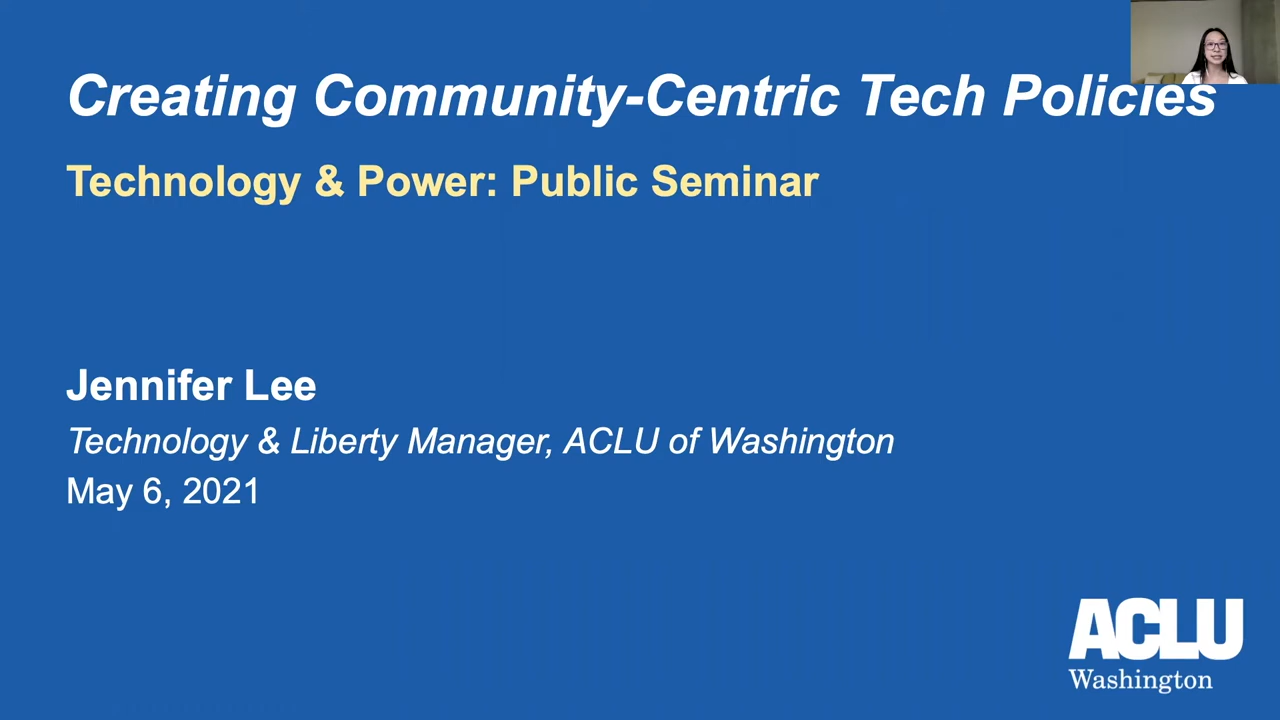 Creating Community-Centric Tech Policies
Technology & Power: Public Seminar
Jennifer Lee
Technology & Liberty Manager, ACLU of Washington
May 6, 2021
ACLU
Washington